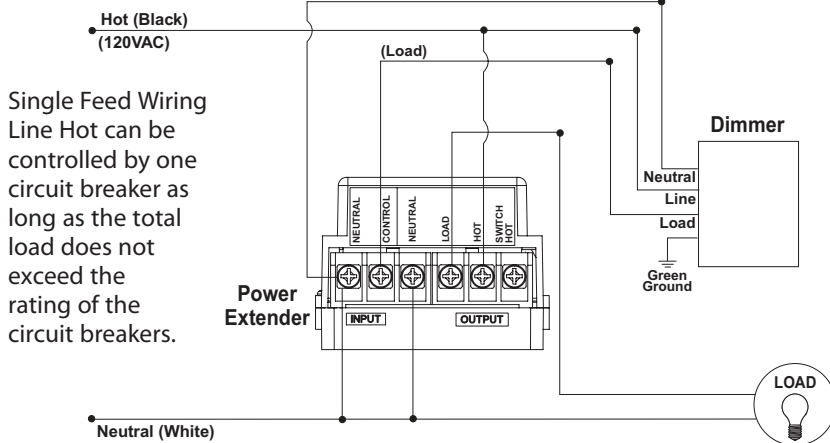 Hot (Black)
(120VAC)
(Load)
Single Feed Wiring
Line Hot can be
controlled by one
circuit breaker as
long as the total
load does not
exceed the
rating of the
circuit breakers.
Dimmer
Neutral
Line
Load
Green
Ground
NEUTRAL
CONTROL
NEUTRAL
LOAD
HOT
SWITCH
HOT
Power
Extender
INPUT
OUTPUT
LOAD
Neutral (White)